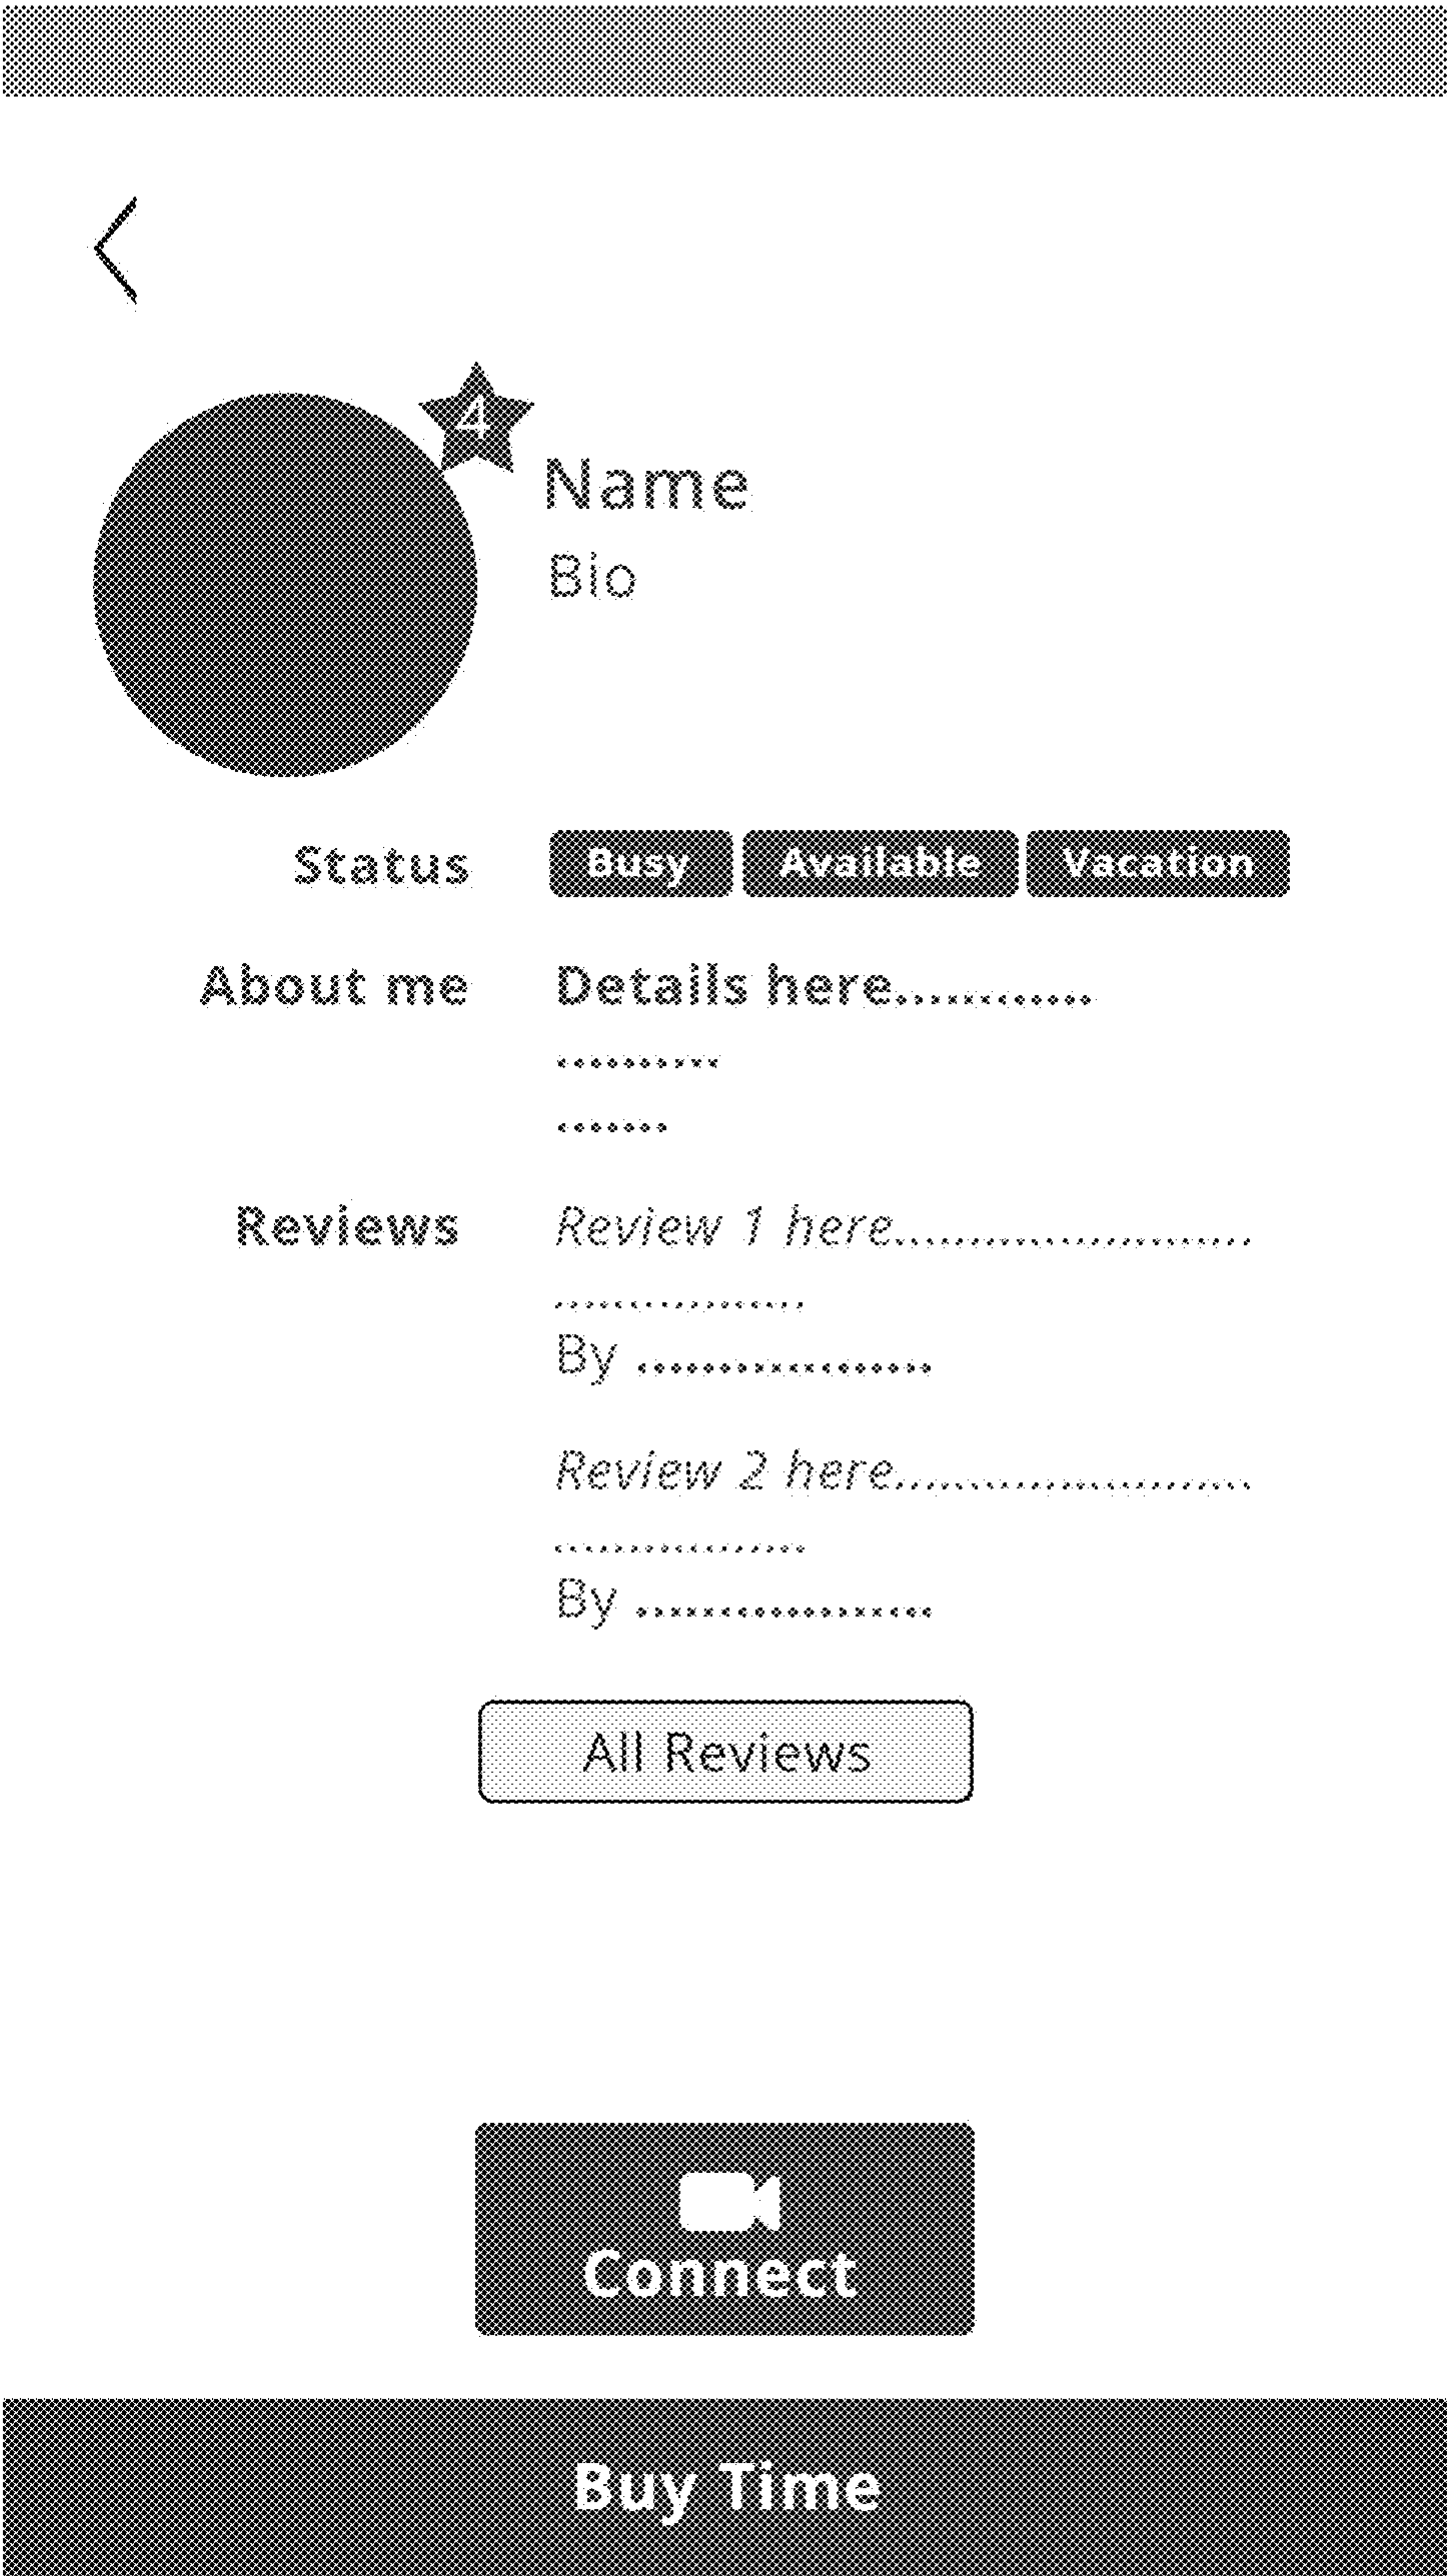 4
Name
Bio
Status Busy Available Vacation
About me Details here............
..........
.......
Reviews Review 1 here........................
.................
By ..................
Review 2 here........................
.................
By ..................
All Reviews
Connect
Buy Time